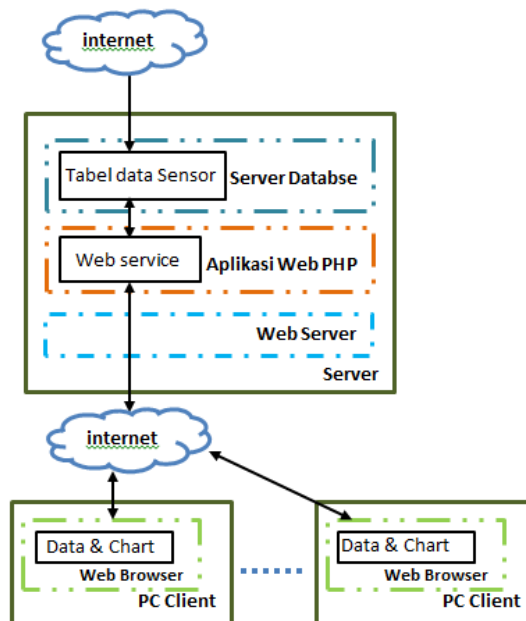 internet
Tabel data Sensor
Server Databse
Web service
Aplikasi Web PHP
Web Server
Server
internet
Data & Chart
Web Browser
PC Client
Data & Chart
Web Browser
PC Client